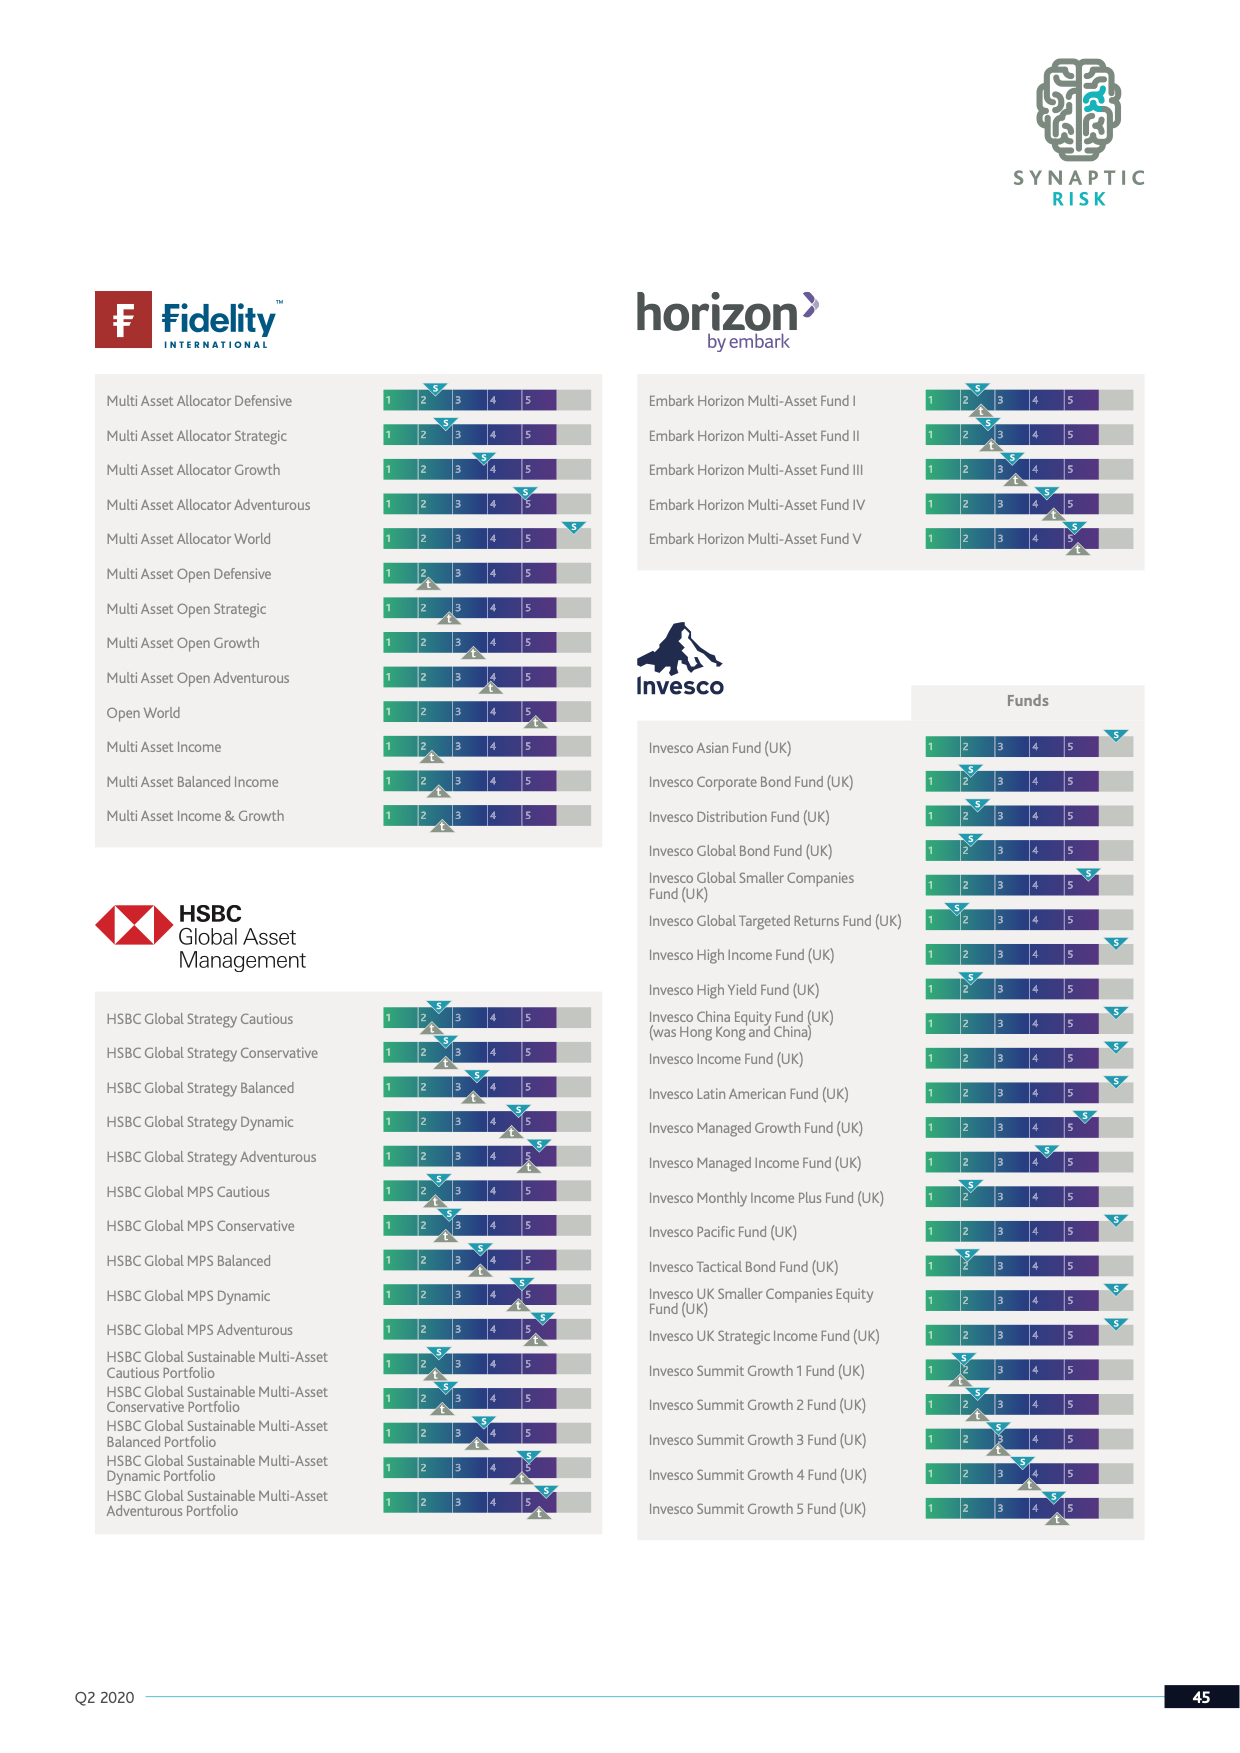 SYNAPTIC
RISK
Fidelity™
INTERNATIONAL
Multi Asset Allocator Defensive 1 2 3 4 5 s
Multi Asset Allocator Strategic 1 2 3 4 5 s
Multi Asset Allocator Growth 1 2 3 4 5 s
Multi Asset Allocator Adventurous 1 2 3 4 5 s
Multi Asset Allocator World 1 2 3 4 5 s
Multi Asset Open Defensive 1 2 3 4 5 t
Multi Asset Open Strategic 1 2 3 4 5 t
Multi Asset Open Growth 1 2 3 4 5 t
Multi Asset Open Adventurous 1 2 3 4 5 t
Open World 1 2 3 4 5 t
Multi Asset Income 1 2 3 4 5 t
Multi Asset Balanced Income 1 2 3 4 5 t
Multi Asset Income & Growth 1 2 3 4 5 t
HSBC
Global Asset
Management
HSBC Global Strategy Cautious 1 2 3 4 5 s t
HSBC Global Strategy Conservative 1 2 3 4 5 s t
HSBC Global Strategy Balanced 1 2 3 4 5 s t
HSBC Global Strategy Dynamic 1 2 3 4 5 s t
HSBC Global Strategy Adventurous 1 2 3 4 5 s t
HSBC Global MPS Cautious 1 2 3 4 5 s t
HSBC Global MPS Conservative 1 2 3 4 5 s t
HSBC Global MPS Balanced 1 2 3 4 5 s t
HSBC Global MPS Dynamic 1 2 3 4 5 s t
HSBC Global MPS Adventurous 1 2 3 4 5 s t
HSBC Global Sustainable Multi-Asset
Cautious Portfolio 1 2 3 4 5 s t
HSBC Global Sustainable Multi-Asset
Conservative Portfolio 1 2 3 4 5 s t
HSBC Global Sustainable Multi-Asset
Balanced Portfolio 1 2 3 4 5 s t
HSBC Global Sustainable Multi-Asset
Dynamic Portfolio 1 2 3 4 5 s t
HSBC Global Sustainable Multi-Asset
Adventurous Portfolio 1 2 3 4 5 s t
horizon
by embark
Embark Horizon Multi-Asset Fund I 1 2 3 4 5 s t
Embark Horizon Multi-Asset Fund II 1 2 3 4 5 s t
Embark Horizon Multi-Asset Fund III 1 2 3 4 5 s t
Embark Horizon Multi-Asset Fund IV 1 2 3 4 5 s t
Embark Horizon Multi-Asset Fund V 1 2 3 4 5 s t
Invesco
Funds
Invesco Asian Fund (UK) 1 2 3 4 5 s
Invesco Corporate Bond Fund (UK) 1 2 3 4 5 s
Invesco Distribution Fund (UK) 1 2 3 4 5 s
Invesco Global Bond Fund (UK) 1 2 3 4 5 s
Invesco Global Smaller Companies
Fund (UK) 1 2 3 4 5 s
Invesco Global Targeted Returns Fund (UK) 1 2 3 4 5 s
Invesco High Income Fund (UK) 1 2 3 4 5 s
Invesco High Yield Fund (UK) 1 2 3 4 5 s
Invesco China Equity Fund (UK)
(was Hong Kong and China) 1 2 3 4 5 s
Invesco Income Fund (UK) 1 2 3 4 5 s
Invesco Latin American Fund (UK) 1 2 3 4 5 s
Invesco Managed Growth Fund (UK) 1 2 3 4 5 s
Invesco Managed Income Fund (UK) 1 2 3 4 5 s
Invesco Monthly Income Plus Fund (UK) 1 2 3 4 5 s
Invesco Pacific Fund (UK) 1 2 3 4 5 s
Invesco Tactical Bond Fund (UK) 1 2 3 4 5 s
Invesco UK Smaller Companies Equity
Fund (UK) 1 2 3 4 5 s
Invesco UK Strategic Income Fund (UK) 1 2 3 4 5 s
Invesco Summit Growth 1 Fund (UK) 1 2 3 4 5 s t
Invesco Summit Growth 2 Fund (UK) 1 2 3 4 5 s t
Invesco Summit Growth 3 Fund (UK) 1 2 3 4 5 s t
Invesco Summit Growth 4 Fund (UK) 1 2 3 4 5 s t
Invesco Summit Growth 5 Fund (UK) 1 2 3 4 5 s t
Q2 2020
45